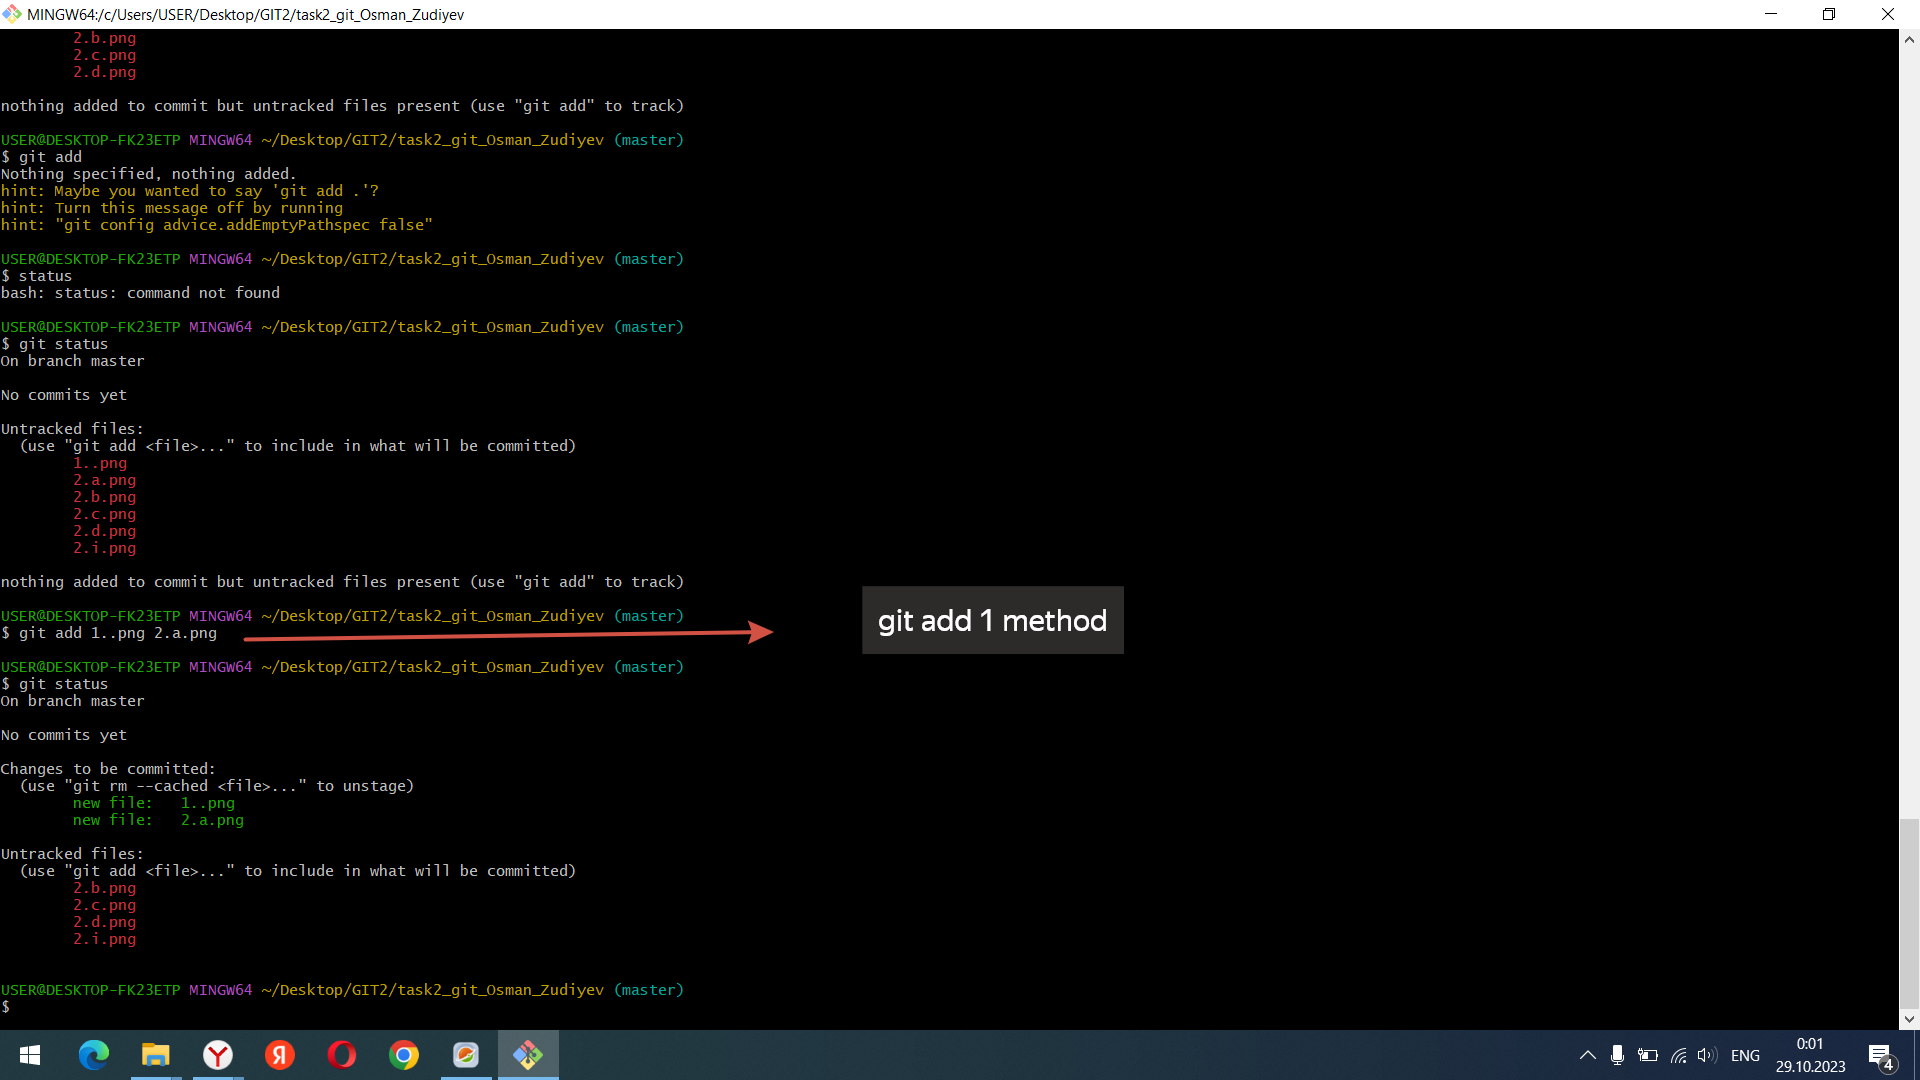 MINGW64:/c/Users/USER/Desktop/GIT2/task2_git_Osman_Zudiyev
2.b.png
2.c.png
2.d.png
nothing added to commit but untracked files present (use "git add" to track)
USER@DESKTOP-FK23ETP MINGW64 ~/Desktop/GIT2/task2_git_Osman_Zudiyev (master)
$ git add
Nothing specified, nothing added.
hint: Maybe you wanted to say 'git add .'?
hint: Turn this message off by running
hint: "git config advice.addEmptyPathspec false"
USER@DESKTOP-FK23ETP MINGW64 ~/Desktop/GIT2/task2_git_Osman_Zudiyev (master)
$ status
bash: status: command not found
USER@DESKTOP-FK23ETP MINGW64 ~/Desktop/GIT2/task2_git_Osman_Zudiyev (master)
$ git status
On branch master
No commits yet
Untracked files:
(use "git add <file>..." to include in what will be committed)
1..png
2.a.png
2.b.png
2.c.png
2.d.png
2.i.png
nothing added to commit but untracked files present (use "git add" to track)
USER@DESKTOP-FK23ETP MINGW64 ~/Desktop/GIT2/task2_git_Osman_Zudiyev (master)
$ git add 1..png 2.a.png
git add 1 method
USER@DESKTOP-FK23ETP MINGW64 ~/Desktop/GIT2/task2_git_Osman_Zudiyev (master)
$ git status
On branch master
No commits yet
Changes to be committed:
(use "git rm --cached <file>..." to unstage)
new file:   1..png
new file:   2.a.png
Untracked files:
(use "git add <file>..." to include in what will be committed)
2.b.png
2.c.png
2.d.png
2.i.png
USER@DESKTOP-FK23ETP MINGW64 ~/Desktop/GIT2/task2_git_Osman_Zudiyev (master)
$
Y Я ENG
0:01
29.10.2023
4